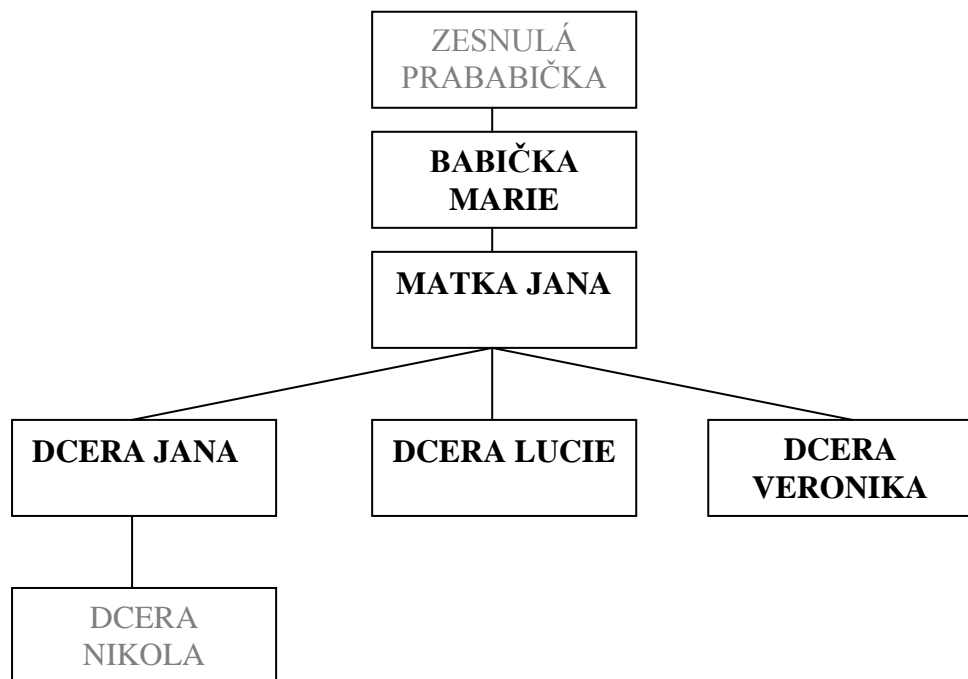 ZESNULÁ
PRABABIČKA
BABIČKA
MARIE
MATKA JANA
DCERA JANA
DCERA LUCIE
DCERA
VERONIKA
DCERA
NIKOLA